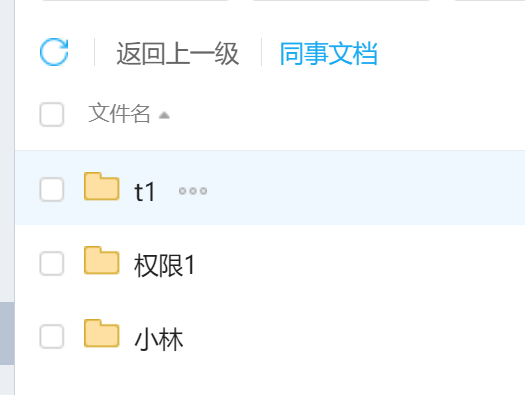 返回上一级 同事文档
文件名
t1
权限1
小林